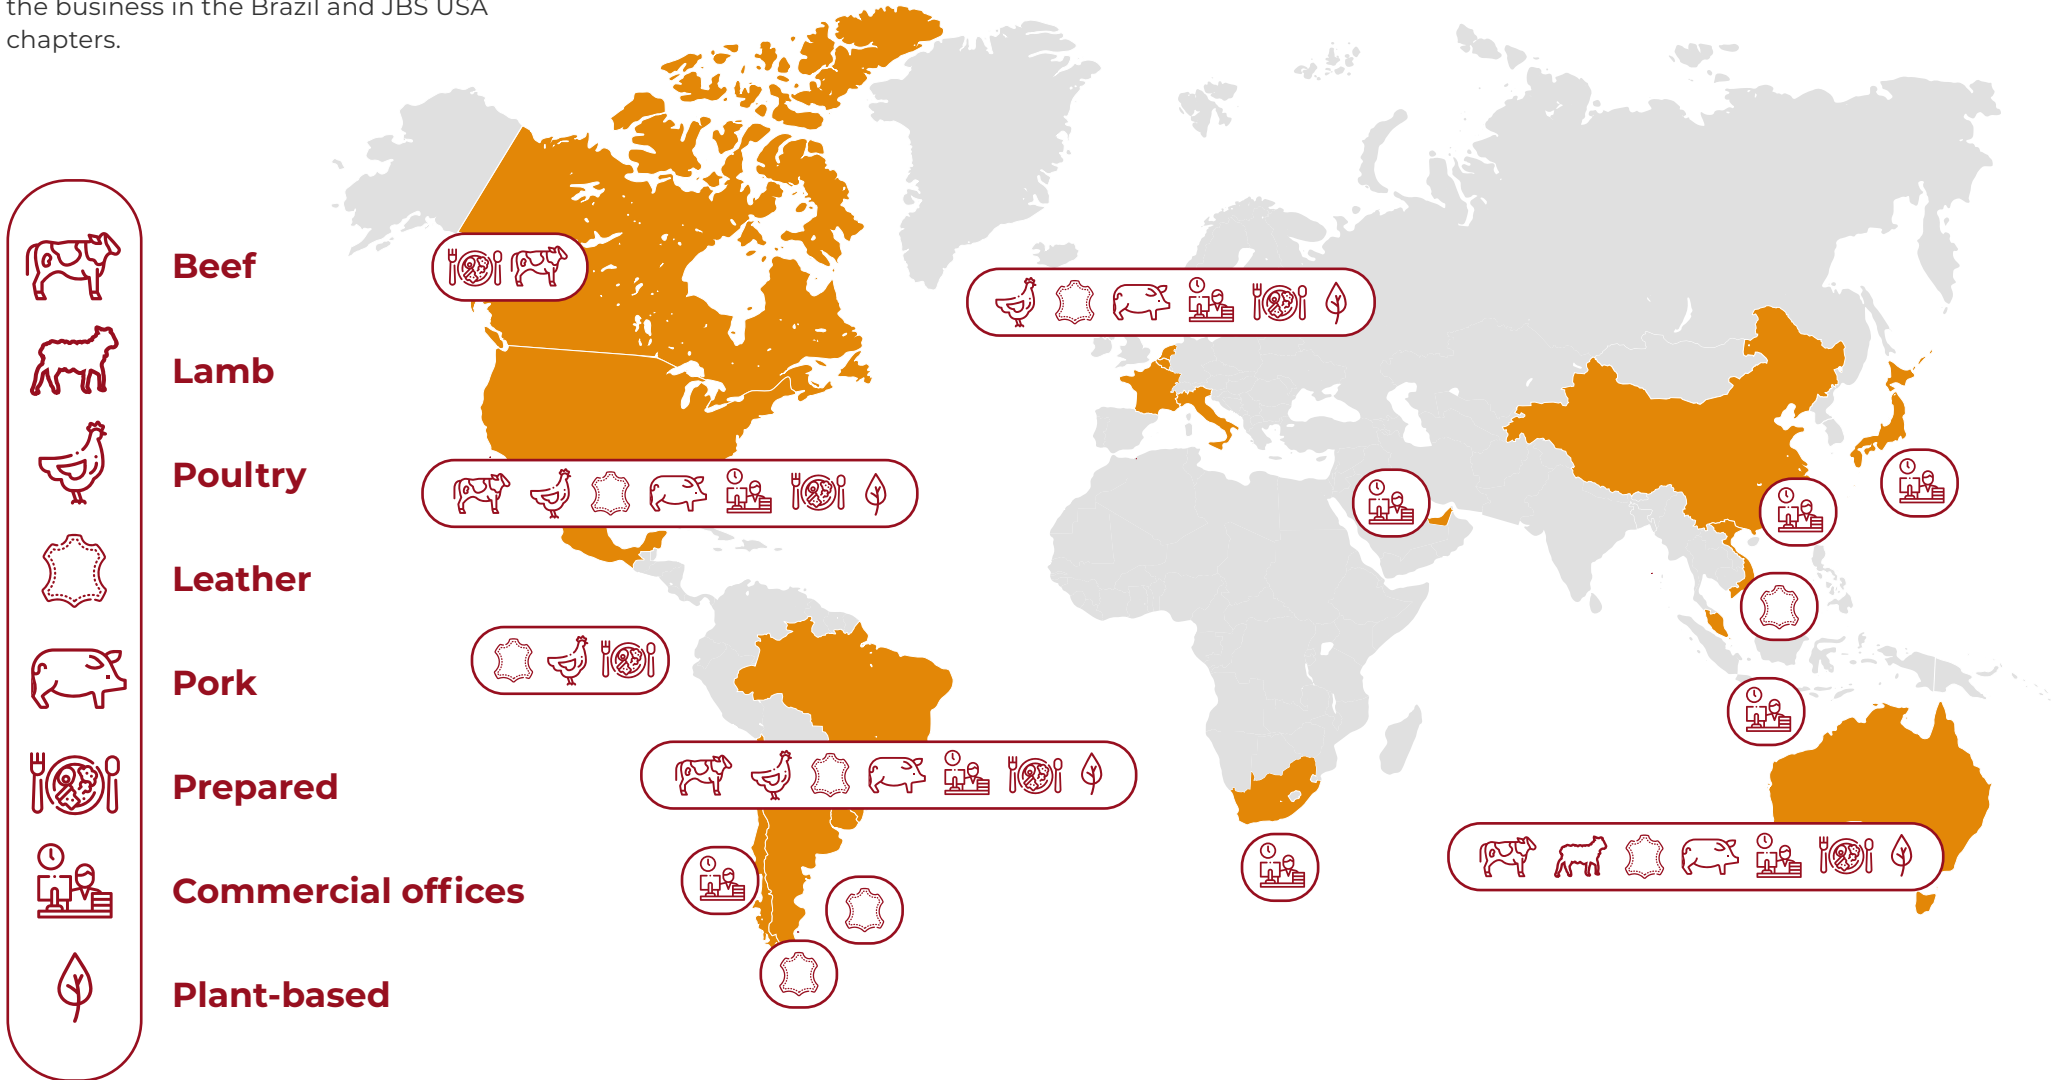 the business in the Brazil and JBS USA
chapters.
Beef
Lamb
Poultry
Leather
Pork
Prepared
Commercial offices
Plant-based